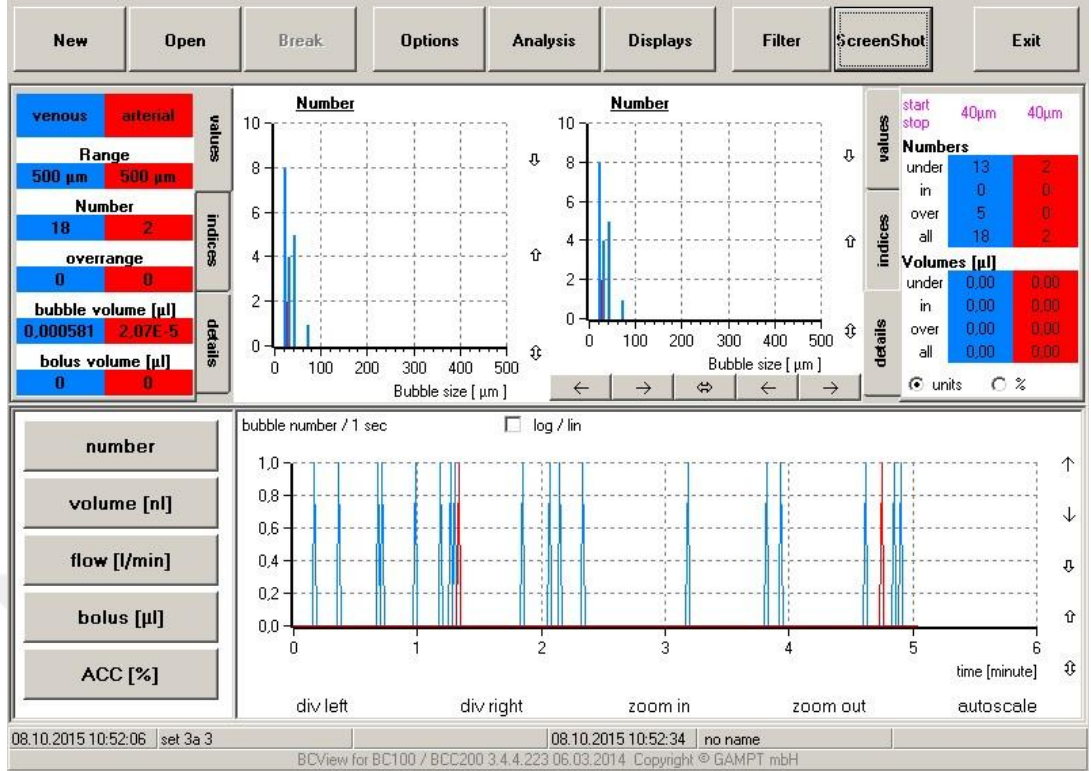 New Open Break Options Analysis Displays Filter ScreenShot Exit
venous arterial
Range
500 µm 500 µm
Number
18 2
overrange
0 0
bubble volume [µl]
0,000581 2,07E-5
bolus volume [µl]
0 0
values
indices
details
Number
10
8
6
4
2
0
0 100 200 300 400 500
Bubble size [ µm ]
Number
10
8
6
4
2
0
0 100 200 300 400 500
Bubble size [ µm ]
values
indices
details
start
stop
40µm 40µm
Numbers
under 13 2
in 0 0
over 5 0
all 18 2
Volumes [µl]
under 0,00 0,00
in 0,00 0,00
over 0,00 0,00
all 0,00 0,00
units %
number
volume [nl]
flow [l/min]
bolus [µl]
ACC [%]
bubble number / 1 sec log / lin
1,0
0,8
0,6
0,4
0,2
0,0
0 1 2 3 4 5 6
time [minute]
div left div right zoom in zoom out autoscale
08.10.2015 10:52:06 set 3a 3 08.10.2015 10:52:34 no name
BCView for BC100 / BCC200 3.4.4.223 06.03.2014 Copyright © GAMPT mbH